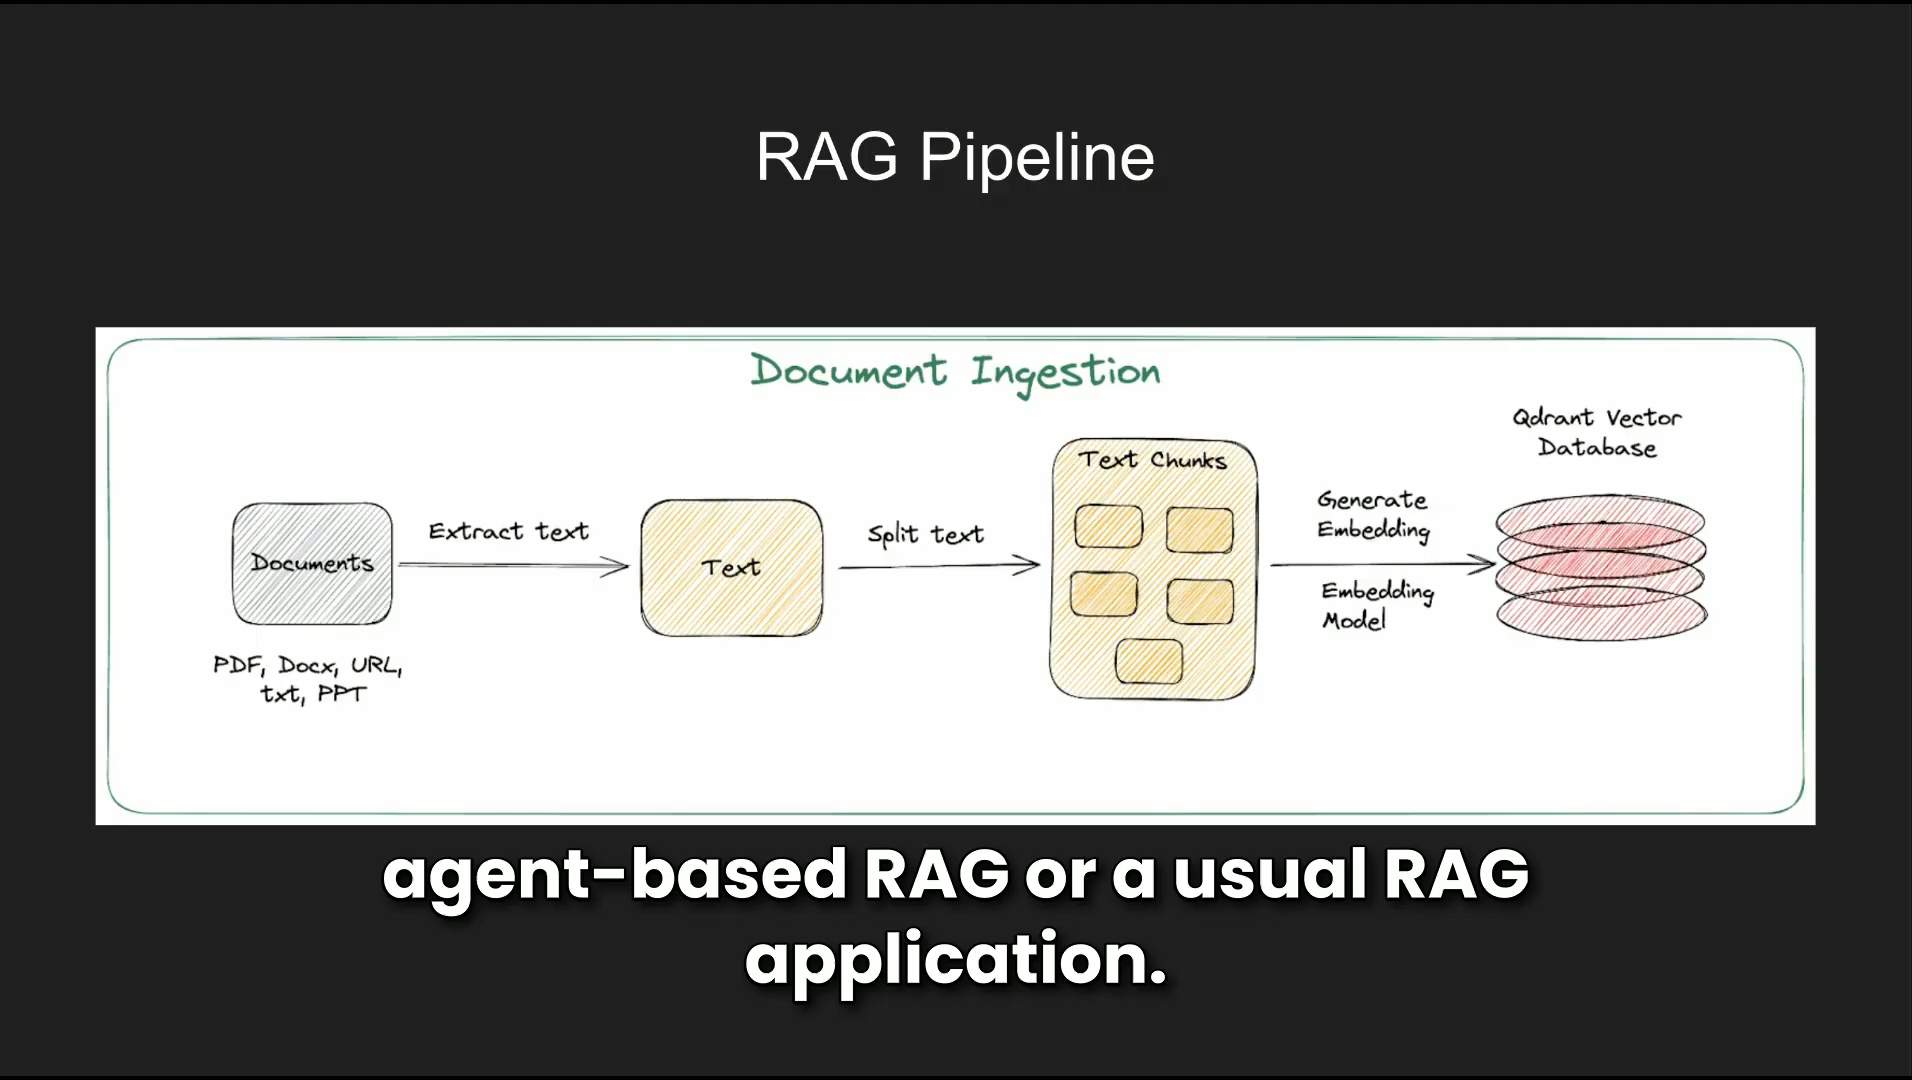 RAG Pipeline
Document Ingestion
Documents
PDF, Docx, URL,
txt, PPT
Extract text
Text
Split text
Text Chunks
Generate
Embedding
Embedding
Model
Qdrant Vector
Database
agent-based RAG or a usual RAG
application.